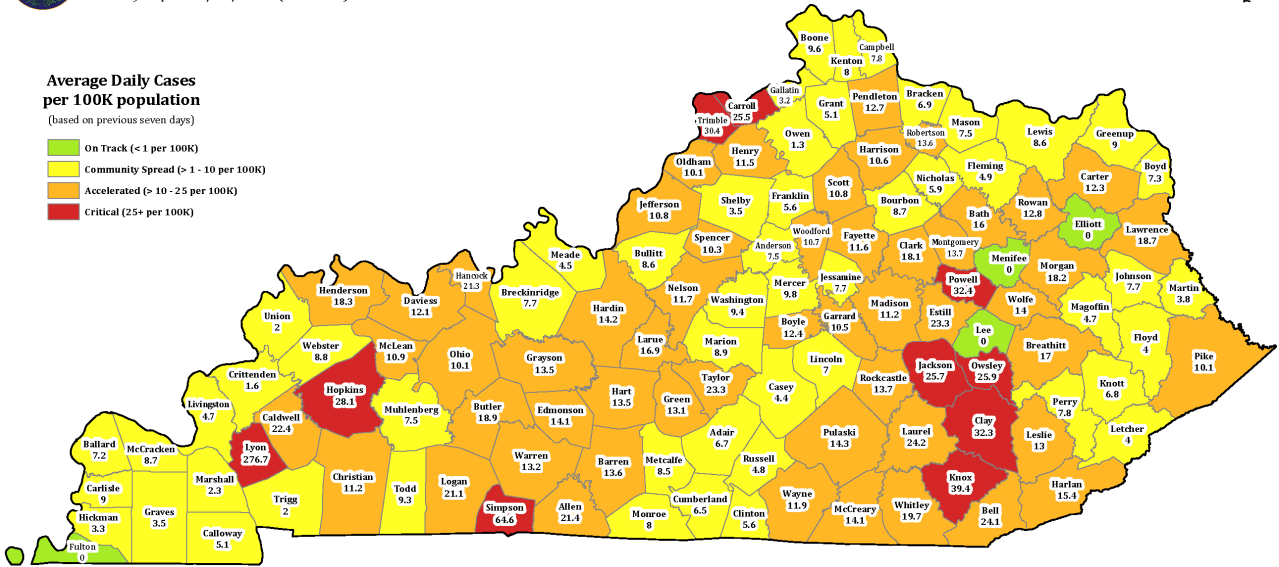 Average Daily Cases
per 100K population
(based on previous seven days)
On Track (< 1 per 100K)
Community Spread (> 1 - 10 per 100K)
Accelerated (> 10 - 25 per 100K)
Critical (25+ per 100K)
Boone
9.6
Kenton
8
Campbell
7.8
Gallatin
3.2
Carroll
25.5
Trimble
30.4
Grant
5.1
Pendleton
12.7
Bracken
6.9
Mason
7.5
Robertson
13.6
Lewis
8.6
Greenup
9
Boyd
7.3
Owen
1.3
Henry
11.5
Oldham
10.1
Harrison
10.6
Nicholas
5.9
Fleming
4.9
Carter
12.3
Rowan
12.8
Elliott
0
Lawrence
18.7
Jefferson
10.8
Shelby
3.5
Franklin
5.6
Scott
10.8
Bourbon
8.7
Bath
16
Spencer
10.3
Anderson
7.5
Woodford
10.7
Fayette
11.6
Clark
18.1
Montgomery
13.7
Menifee
0
Morgan
18.2
Johnson
7.7
Martin
3.8
Bullitt
8.6
Meade
4.5
Hancock
21.3
Breckinridge
7.7
Henderson
18.3
Daviess
12.1
Union
2
Nelson
11.7
Washington
9.4
Mercer
9.8
Jessamine
7.7
Madison
11.2
Powell
32.4
Estill
23.3
Wolfe
14
Magoffin
4.7
Hardin
14.2
Larue
16.9
Marion
8.9
Boyle
12.4
Garrard
10.5
Lee
0
Breathitt
17
Floyd
4
Pike
10.1
Webster
8.8
McLean
10.9
Ohio
10.1
Grayson
13.5
Crittenden
1.6
Hopkins
28.1
Muhlenberg
7.5
Butler
18.9
Edmonson
14.1
Hart
13.5
Green
13.1
Taylor
23.3
Casey
4.4
Lincoln
7
Rockcastle
13.7
Jackson
25.7
Owsley
25.9
Knott
6.8
Perry
7.8
Letcher
4
Livingston
4.7
Caldwell
22.4
Lyon
276.7
Clay
32.3
Leslie
13
Laurel
24.2
Pulaski
14.3
Adair
6.7
Russell
4.8
Metcalfe
8.5
Barren
13.6
Warren
13.2
Ballard
7.2
McCracken
8.7
Marshall
2.3
Carlisle
9
Hickman
3.3
Graves
3.5
Calloway
5.1
Fulton
0
Trigg
2
Christian
11.2
Todd
9.3
Logan
21.1
Simpson
64.6
Allen
21.4
Monroe
8
Cumberland
6.5
Clinton
5.6
Wayne
11.9
McCreary
14.1
Whitley
19.7
Knox
39.4
Bell
24.1
Harlan
15.4